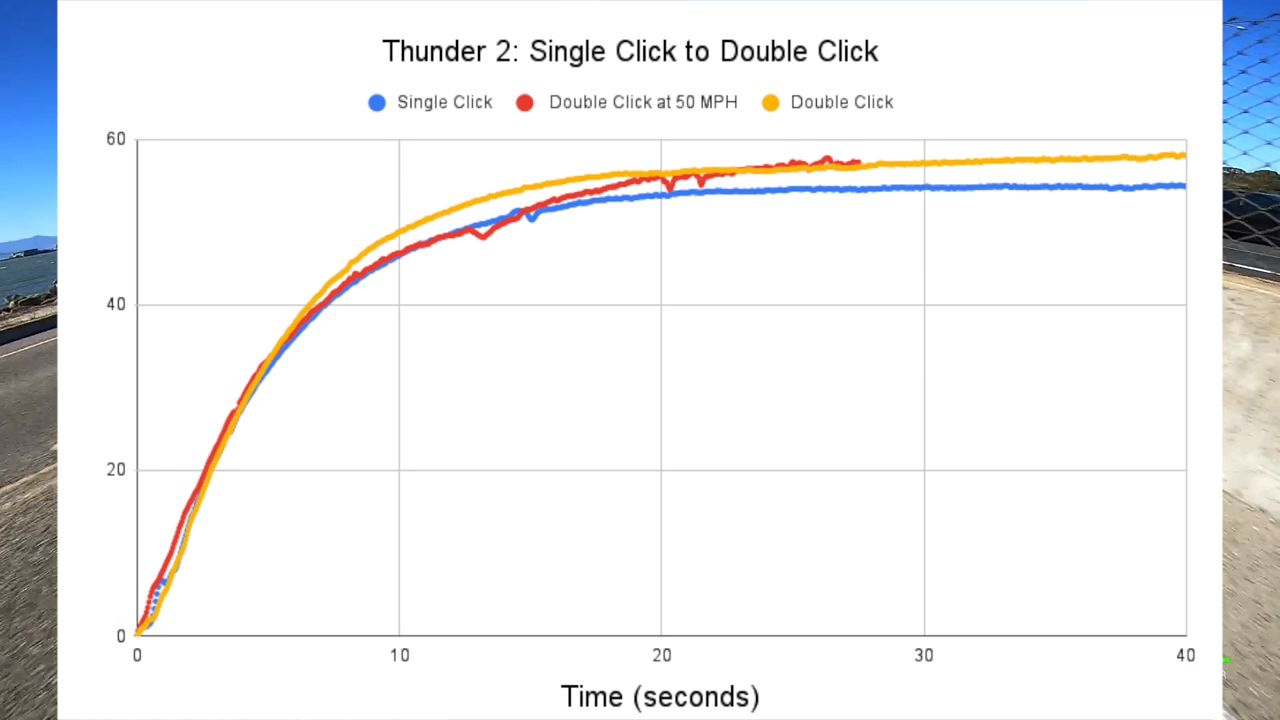 Thunder 2: Single Click to Double Click
Single Click Double Click at 50 MPH Double Click
60
40
20
0
0 10 20 30 40
Time (seconds)